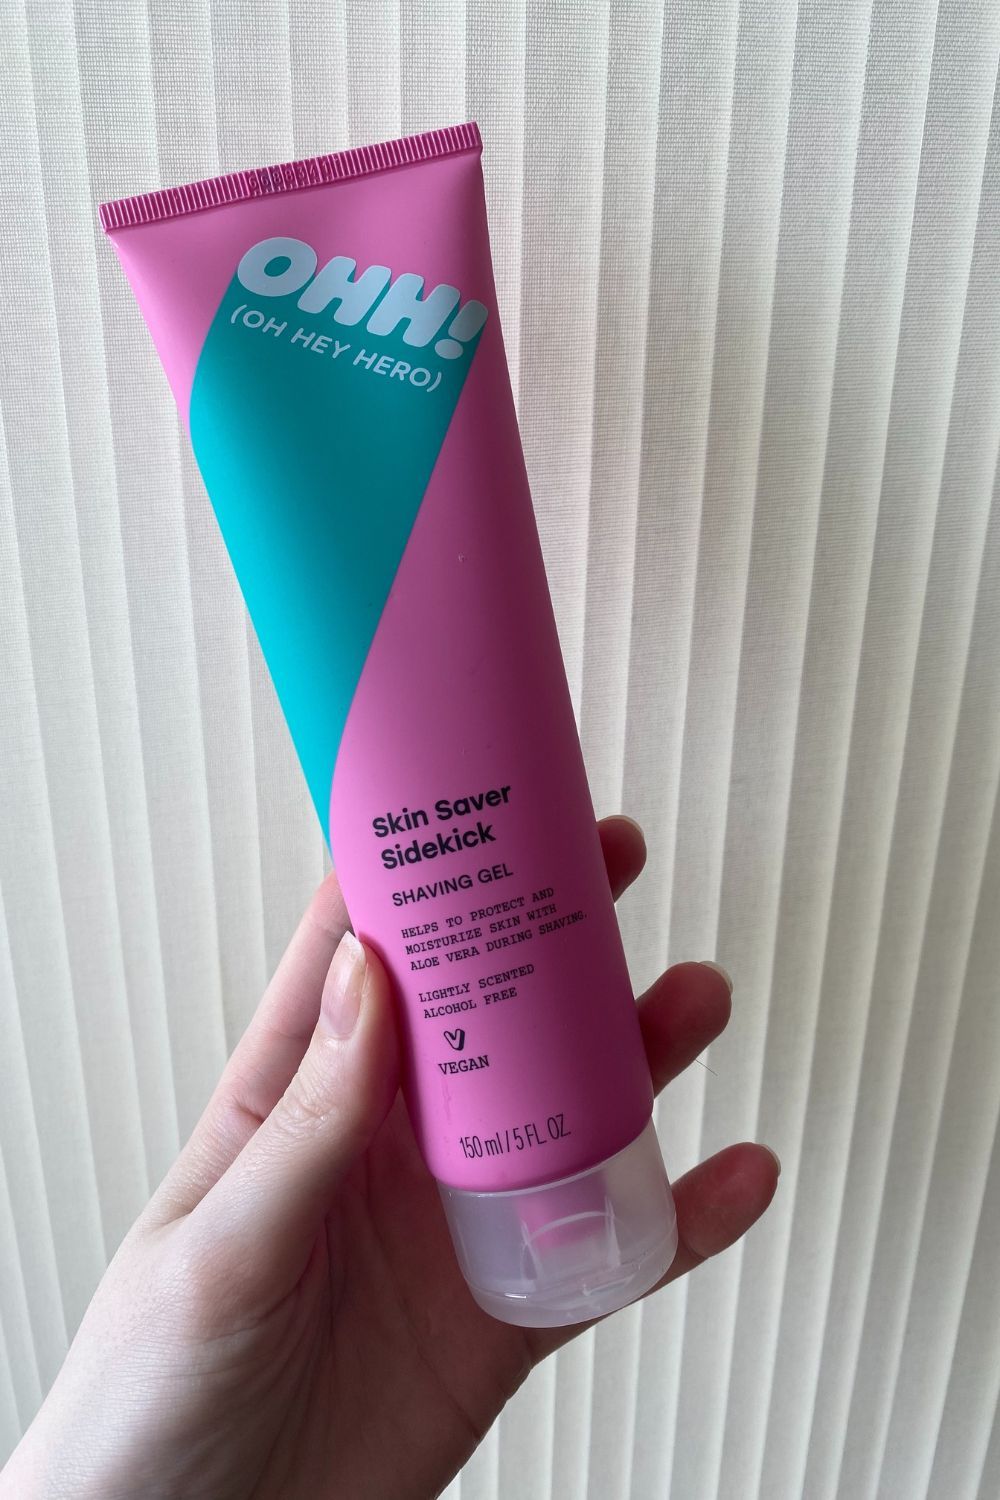 OHH!
(OH HEY HERO)
Skin Saver
Sidekick
SHAVING GEL
HELPS TO PROTECT AND
MOISTURIZE SKIN WITH
ALOE VERA DURING SHAVING.
LIGHTLY SCENTED
ALCOHOL FREE
VEGAN
150 ml / 5 FL. OZ.